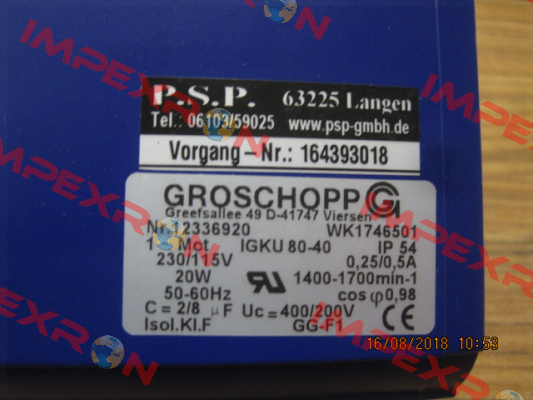 P.S.P. 63225 Langen
Tel.: 06103/59025 www.psp-gmbh.de
Vorgang - Nr.: 164393018
GROSCHOPP G
Greefsallee 49 D-41747 Viersen
Nr. 2336920 WK1746501
1 Mot IGKU 80-40 IP 54
230/115V 0,25/0,5A
20W 1400-1700min-1
50-60Hz cos φ0,98
C = 2/8 μF Uc = 400/200V
Isol.Kl.F GG-F1 CE
16/08/2018 10:53
IMPEXRON
IMPEXRON
IMPEXRON
IMPEXRON
IMPEXRON